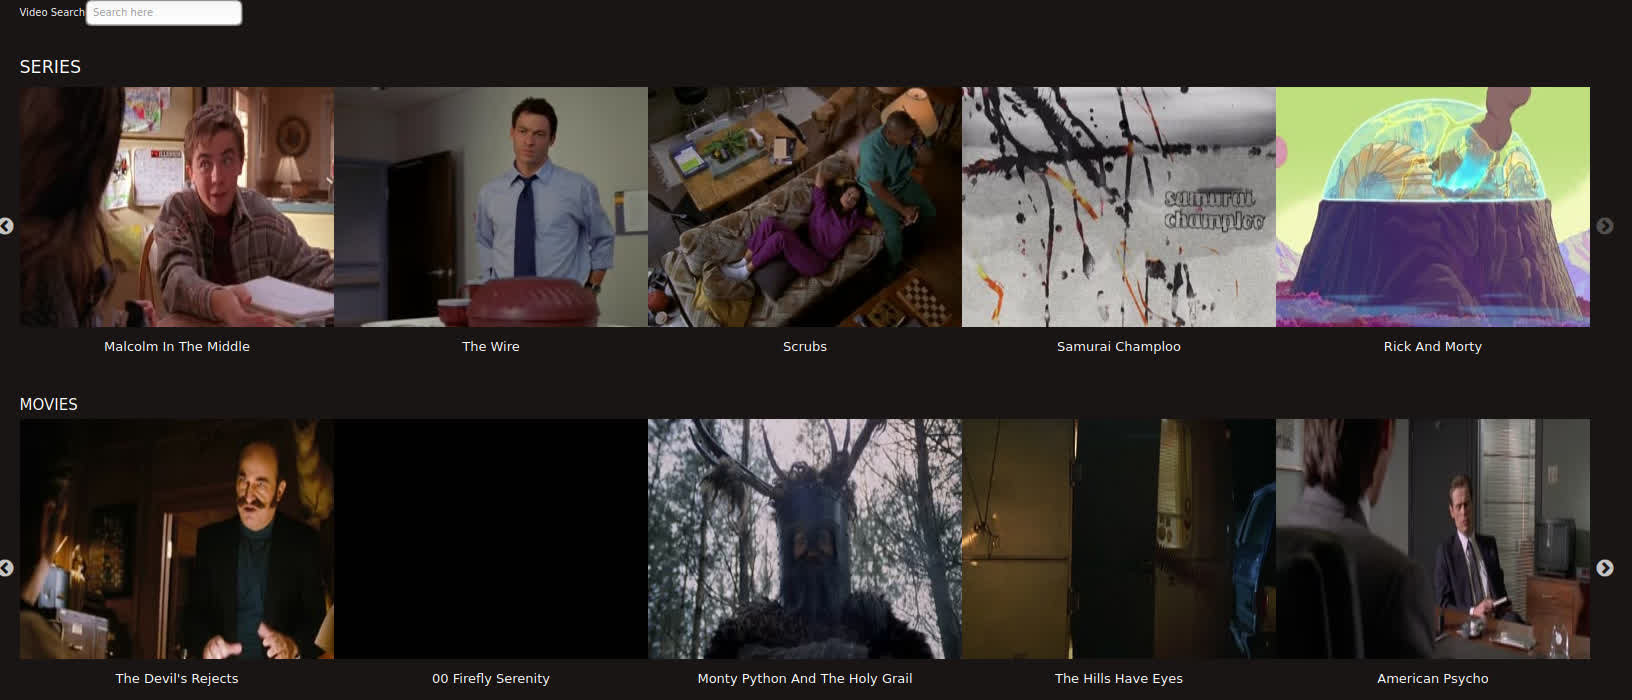 Video Search
Search here
SERIES
samurai
champloo
Malcolm In The Middle
The Wire
Scrubs
Samurai Champloo
Rick And Morty
MOVIES
The Devil's Rejects
00 Firefly Serenity
Monty Python And The Holy Grail
The Hills Have Eyes
American Psycho